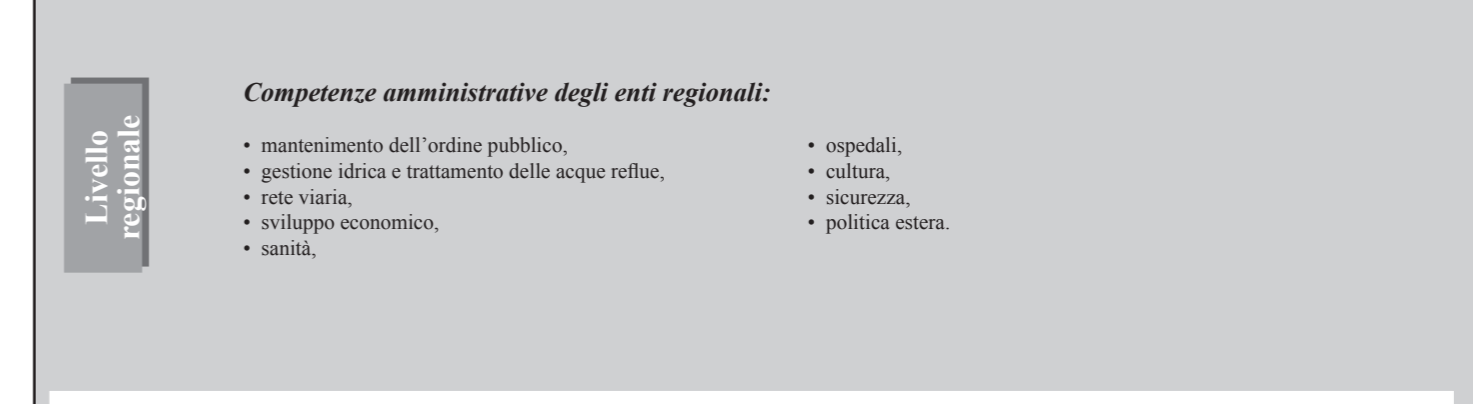 Livello
regionale
Competenze amministrative degli enti regionali:
• mantenimento dell’ordine pubblico,
• gestione idrica e trattamento delle acque reflue,
• rete viaria,
• sviluppo economico,
• sanità,
• ospedali,
• cultura,
• sicurezza,
• politica estera.